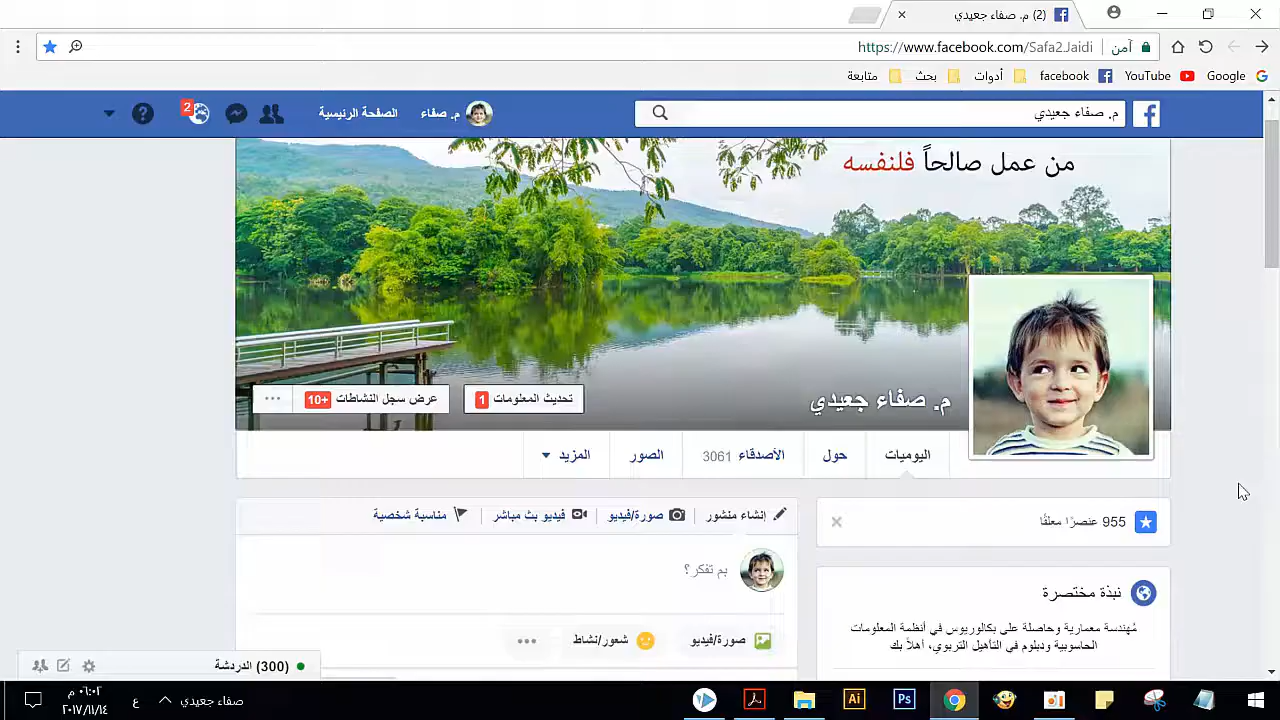 (2) م. صفاء جعيدي
آمن | https://www.facebook.com/Safa2.Jaidi
Google YouTube facebook أدوات بحث متابعة
م. صفاء جعيدي
م. صفاء الصفحة الرئيسية 2
من عمل صالحاً فلنفسه
م. صفاء جعيدي
تحديث المعلومات 1
عرض سجل النشاطات 10+
اليوميات حول الأصدقاء 3061 الصور المزيد
955 عنصرًا معلقًا
نبذة مختصرة
مُهندسة معمارية وحاصلة على بكالوريوس في أنظمة المعلومات
الحاسوبية ودبلوم في التأهيل التربوي، أهلاً بك
إنشاء منشور صورة/فيديو فيديو بث مباشر مناسبة شخصية
بم تفكر؟
صورة/فيديو شعور/نشاط
الدردشة (300)
Ps Ai صفاء جعيدي ع
٠٦:٠٢ م
٢٠١٧/١١/١٤